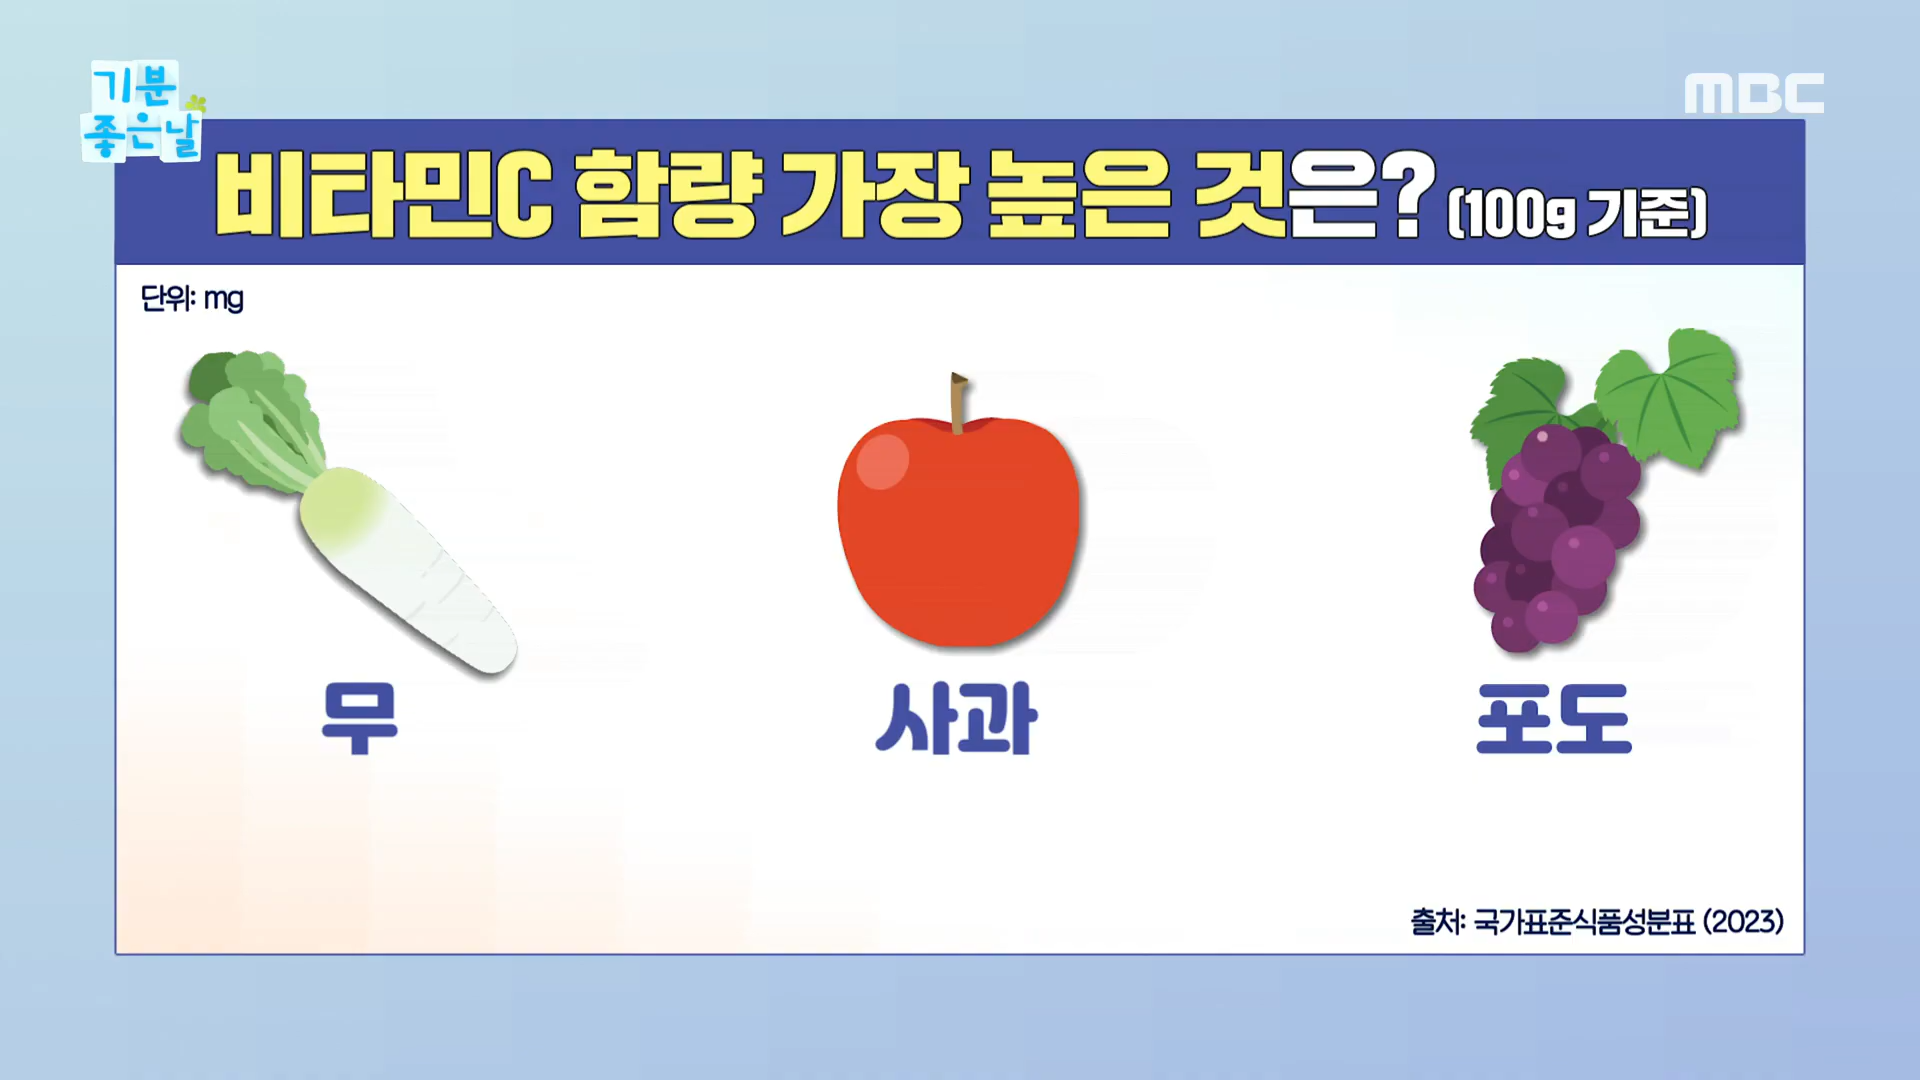 기분
좋은날
MBC
비타민C 함량 가장 높은 것은? (100g 기준)
단위: mg
무
사과
포도
출처: 국가표준식품성분표 (2023)